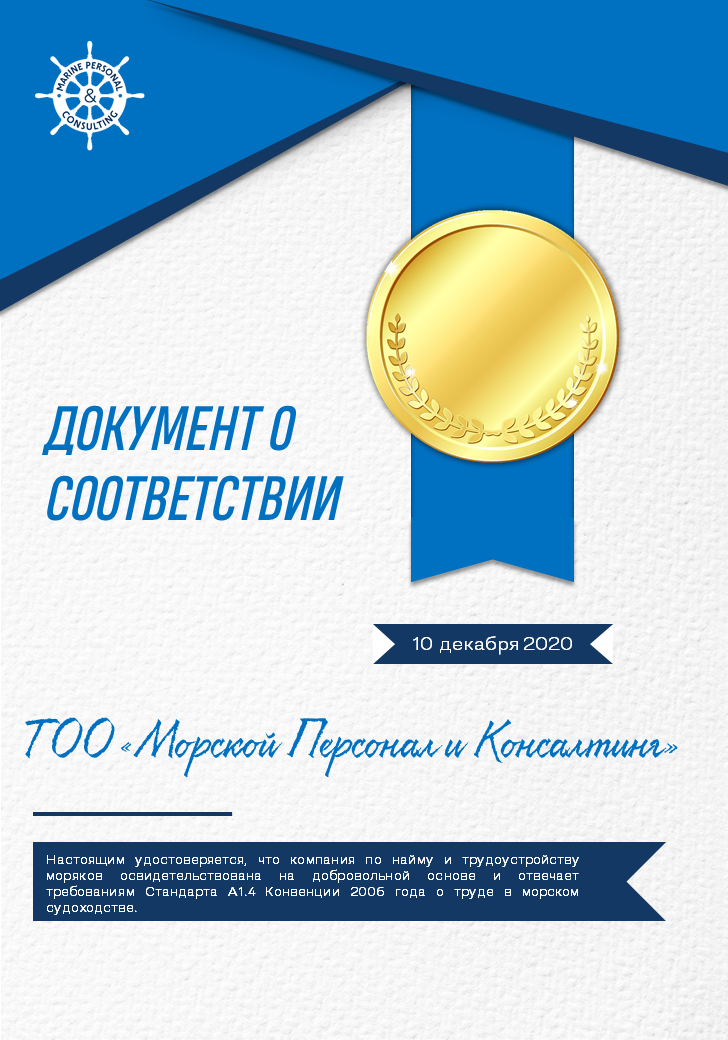 MARINE PERSONAL
&
CONSULTING
ДОКУМЕНТ О
СООТВЕТСТВИИ
10 декабря 2020
ТОО «Морской Персонал и Консалтинг»
Настоящим удостоверяется, что компания по найму и трудоустройству
моряков освидетельствована на добровольной основе и отвечает
требованиям Стандарта А1.4 Конвенции 2006 года о труде в морском
судоходстве.